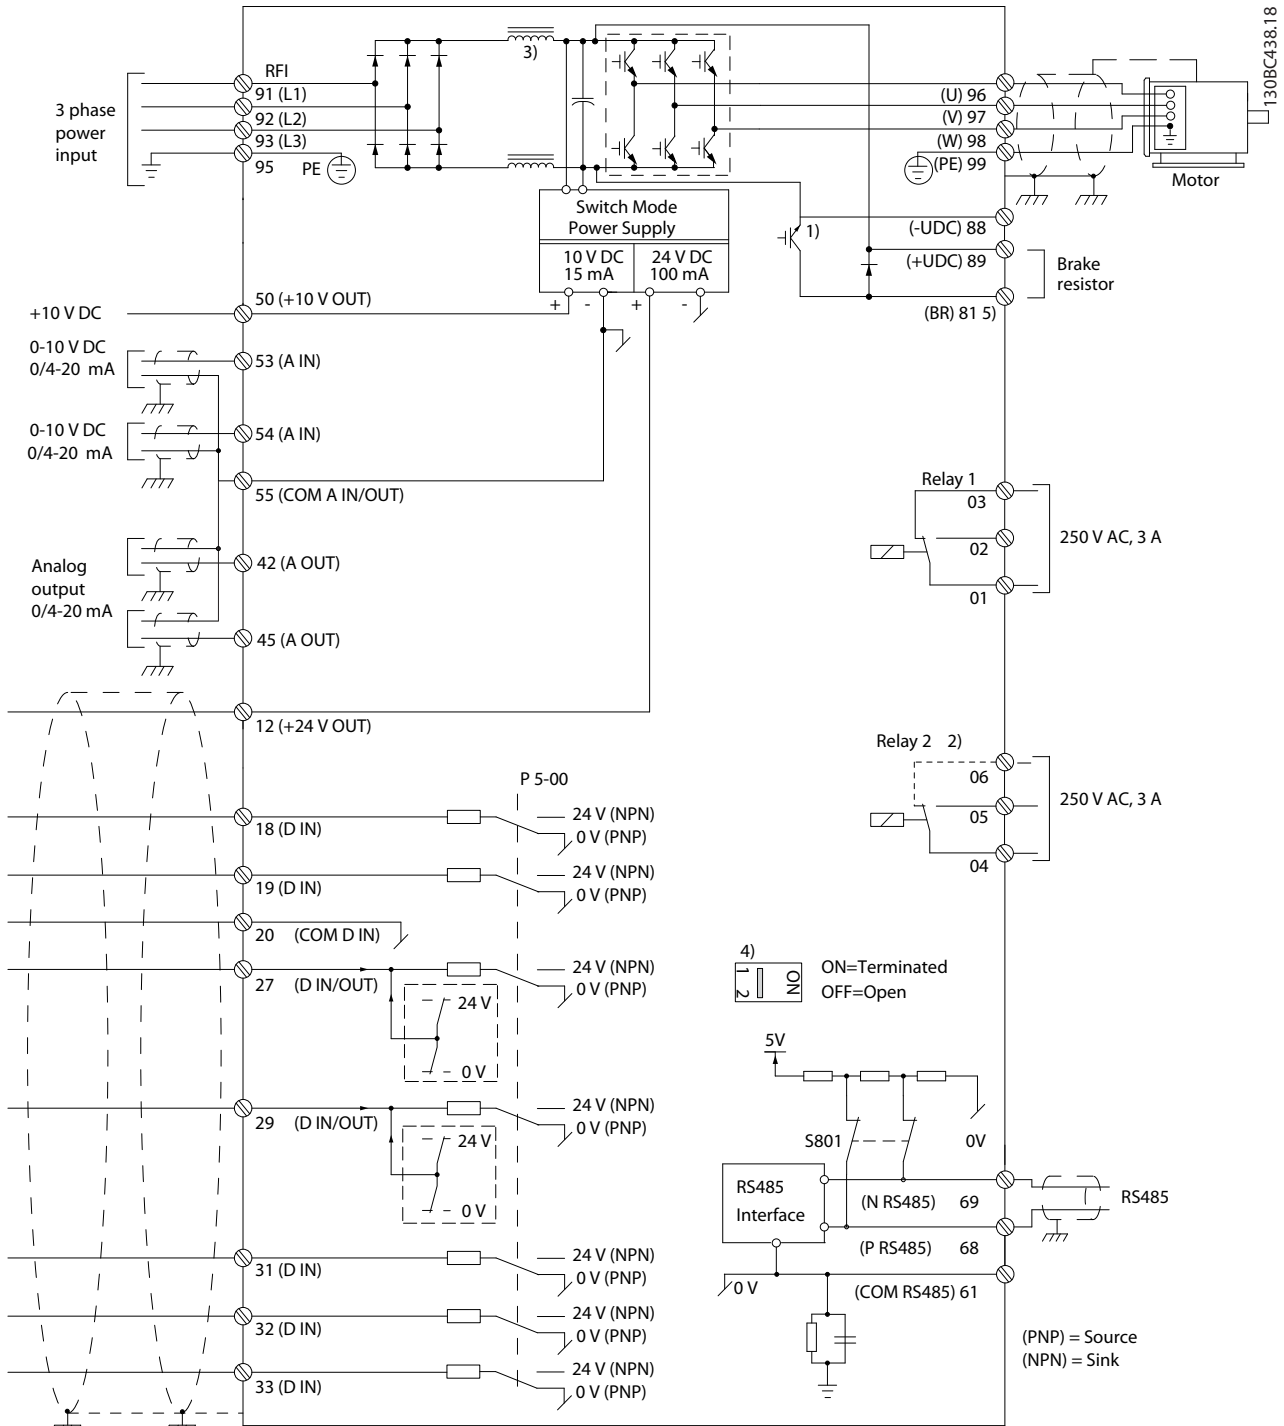 130BC438.18
3 phase
power
input
RFI
91 (L1)
92 (L2)
93 (L3)
95
PE
3)
(U) 96
(V) 97
(W) 98
(PE) 99
Motor
Switch Mode
Power Supply
10 V DC
15 mA
24 V DC
100 mA
+
-
+
-
1)
(-UDC) 88
(+UDC) 89
(BR) 81 5)
Brake
resistor
+10 V DC
50 (+10 V OUT)
0-10 V DC
0/4-20 mA
53 (A IN)
0-10 V DC
0/4-20 mA
54 (A IN)
55 (COM A IN/OUT)
Analog
output
0/4-20 mA
42 (A OUT)
45 (A OUT)
12 (+24 V OUT)
Relay 1
03
02
01
250 V AC, 3 A
Relay 2 2)
06
05
04
250 V AC, 3 A
P 5-00
18 (D IN)
24 V (NPN)
0 V (PNP)
19 (D IN)
24 V (NPN)
0 V (PNP)
20 (COM D IN)
27 (D IN/OUT)
24 V (NPN)
0 V (PNP)
24 V
0 V
29 (D IN/OUT)
24 V (NPN)
0 V (PNP)
24 V
0 V
31 (D IN)
24 V (NPN)
0 V (PNP)
32 (D IN)
24 V (NPN)
0 V (PNP)
33 (D IN)
24 V (NPN)
0 V (PNP)
4)
1 2
ON
ON=Terminated
OFF=Open
5V
S801
0V
RS485
Interface
(N RS485) 69
(P RS485) 68
RS485
0 V
(COM RS485) 61
(PNP) = Source
(NPN) = Sink